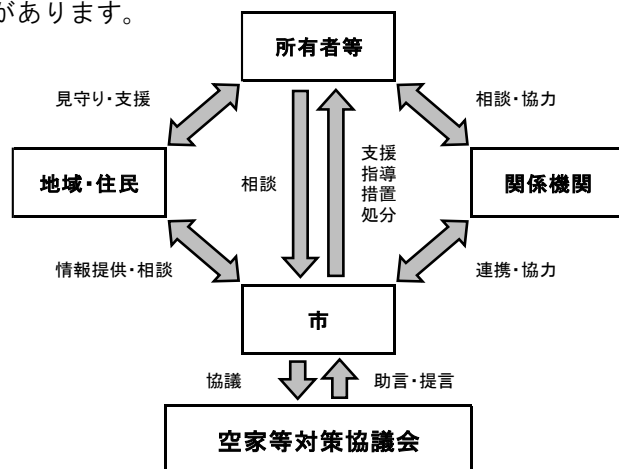 があります。
所有者等
見守り・支援
相談・協力
地域・住民
相談
支援
指導
措置
処分
関係機関
情報提供・相談
連携・協力
市
協議
助言・提言
空家等対策協議会